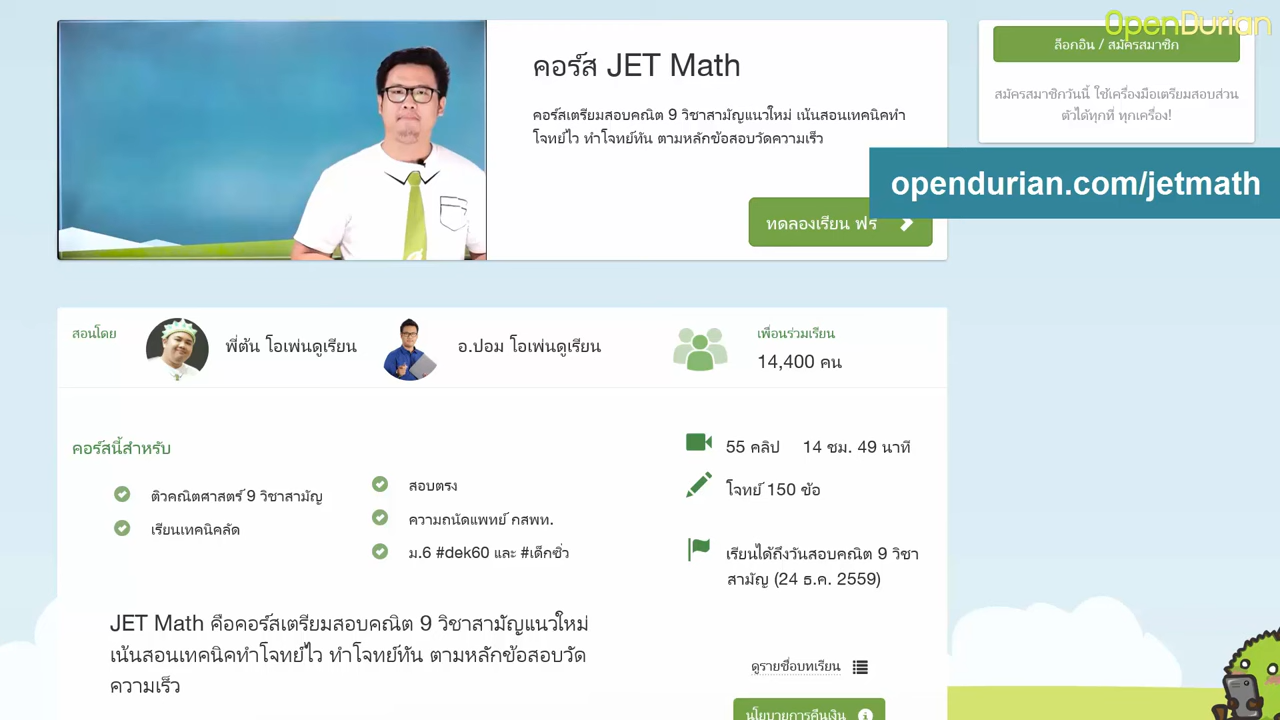 OpenDurian
ล็อกอิน / สมัครสมาชิก
สมัครสมาชิกวันนี้ ใช้เครื่องมือเตรียมสอบส่วน
ตัวได้ทุกที่ ทุกเครื่อง!
opendurian.com/jetmath
คอร์ส JET Math
คอร์สเตรียมสอบคณิต 9 วิชาสามัญแนวใหม่ เน้นสอนเทคนิคทำ
โจทย์ไว ทำโจทย์ทัน ตามหลักข้อสอบวัดความเร็ว
ทดลองเรียน ฟรี
สอนโดย
พี่ตัน โอเพ่นดูเรียน
อ.ปอม โอเพ่นดูเรียน
เพื่อนร่วมเรียน
14,400 คน
คอร์สนี้สำหรับ
ติวคณิตศาสตร์ 9 วิชาสามัญ
เรียนเทคนิคลัด
สอบตรง
ความถนัดแพทย์ กสพท.
ม.6 #dek60 และ #เด็กซิ่ว
55 คลิป 14 ชม. 49 นาที
โจทย์ 150 ข้อ
เรียนได้ถึงวันสอบคณิต 9 วิชา
สามัญ (24 ธ.ค. 2559)
JET Math คือคอร์สเตรียมสอบคณิต 9 วิชาสามัญแนวใหม่
เน้นสอนเทคนิคทำโจทย์ไว ทำโจทย์ทัน ตามหลักข้อสอบวัด
ความเร็ว
ดูรายชื่อบทเรียน
นโยบายการคืนเงิน